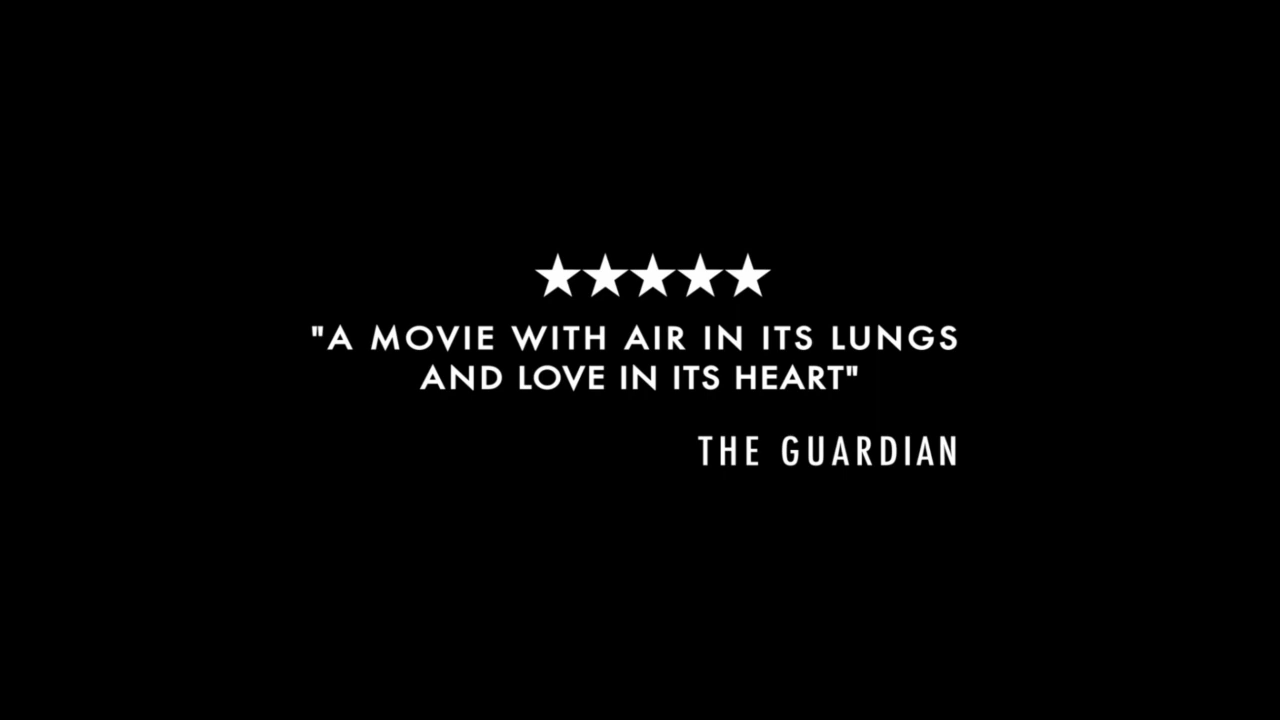 ★★★★★
"A MOVIE WITH AIR IN ITS LUNGS
AND LOVE IN ITS HEART"
THE GUARDIAN